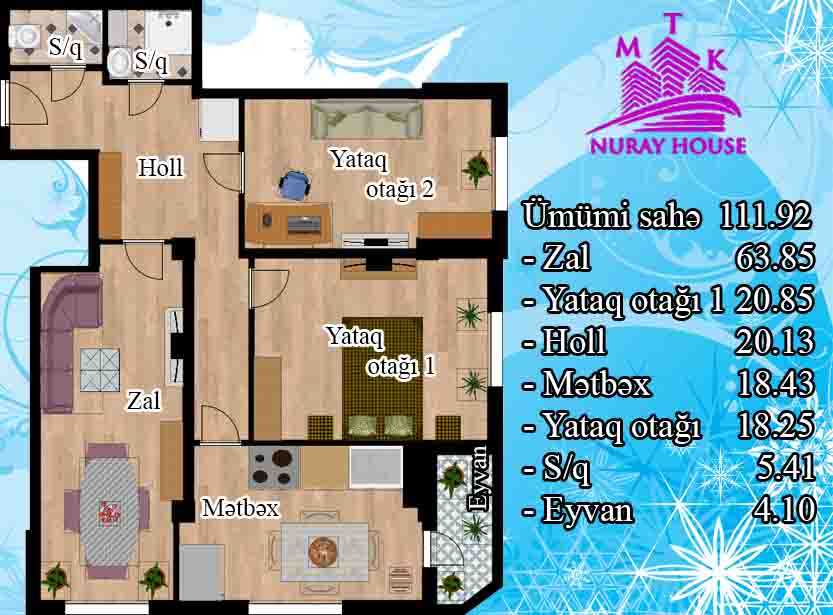 S/q
S/q
Holl
Yataq
otağı 2
Yataq
otağı 1
Zal
Mətbəx
Eyvan
M T K
NURAY HOUSE
Ümümi sahə 111.92
- Zal 63.85
- Yataq otağı 1 20.85
- Holl 20.13
- Mətbəx 18.43
- Yataq otağı 18.25
- S/q 5.41
- Eyvan 4.10